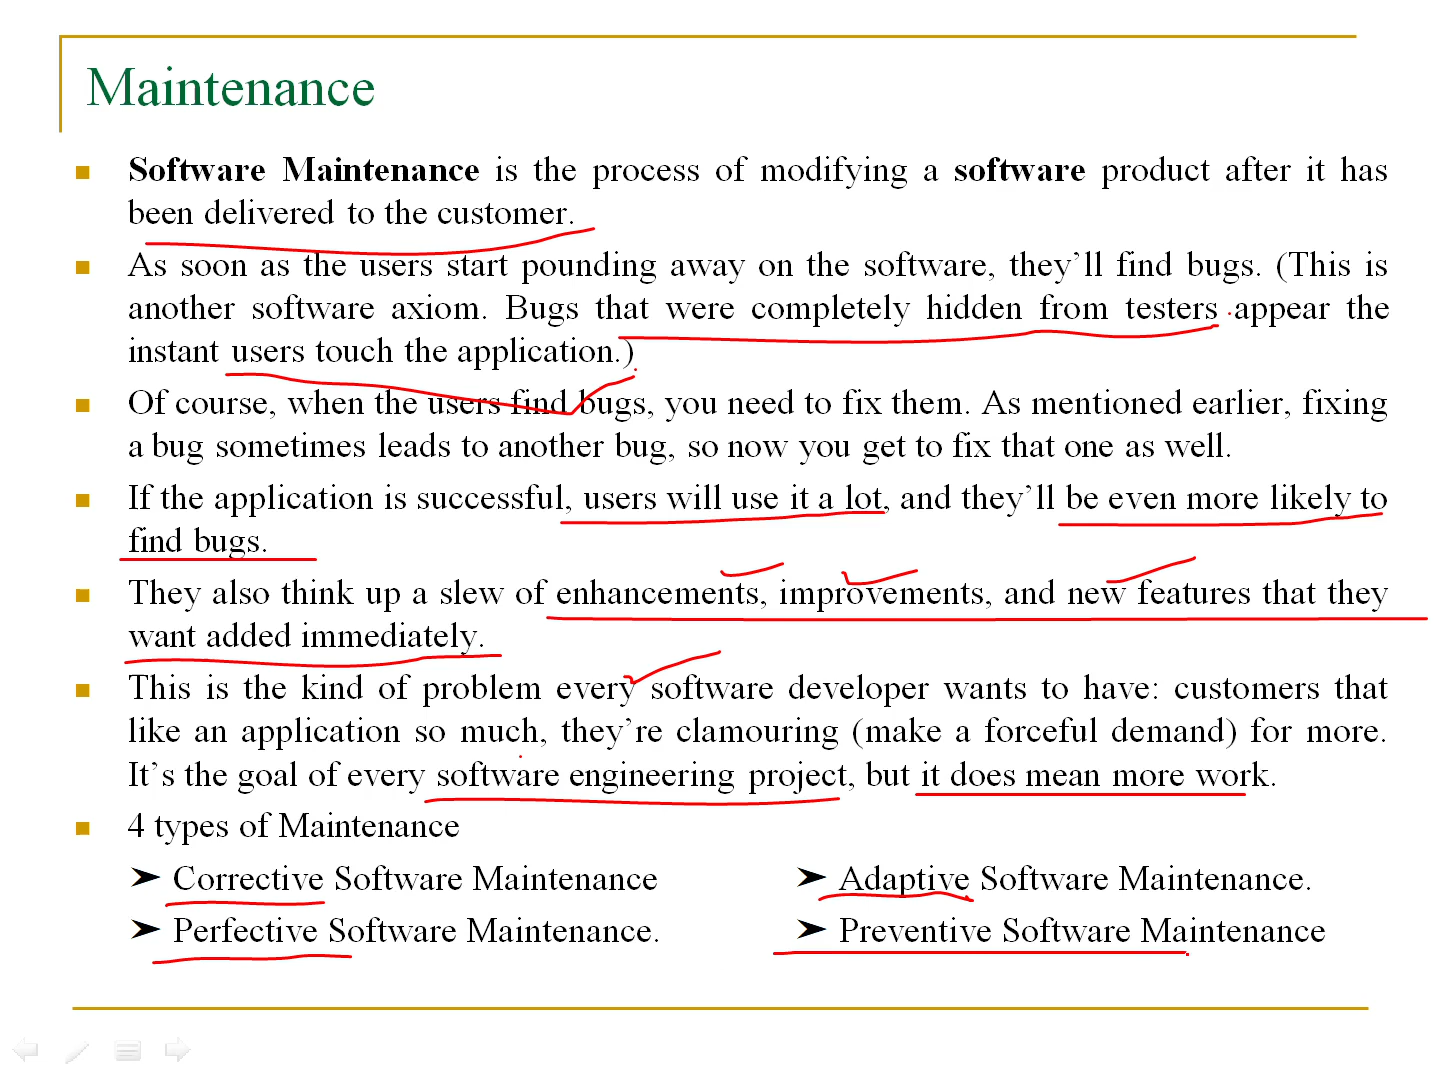 Maintenance
Software Maintenance is the process of modifying a software product after it has
been delivered to the customer.
As soon as the users start pounding away on the software, they’ll find bugs. (This is
another software axiom. Bugs that were completely hidden from testers appear the
instant users touch the application.)
Of course, when the users find bugs, you need to fix them. As mentioned earlier, fixing
a bug sometimes leads to another bug, so now you get to fix that one as well.
If the application is successful, users will use it a lot, and they’ll be even more likely to
find bugs.
They also think up a slew of enhancements, improvements, and new features that they
want added immediately.
This is the kind of problem every software developer wants to have: customers that
like an application so much, they’re clamouring (make a forceful demand) for more.
It’s the goal of every software engineering project, but it does mean more work.
4 types of Maintenance
Corrective Software Maintenance
Adaptive Software Maintenance.
Perfective Software Maintenance.
Preventive Software Maintenance